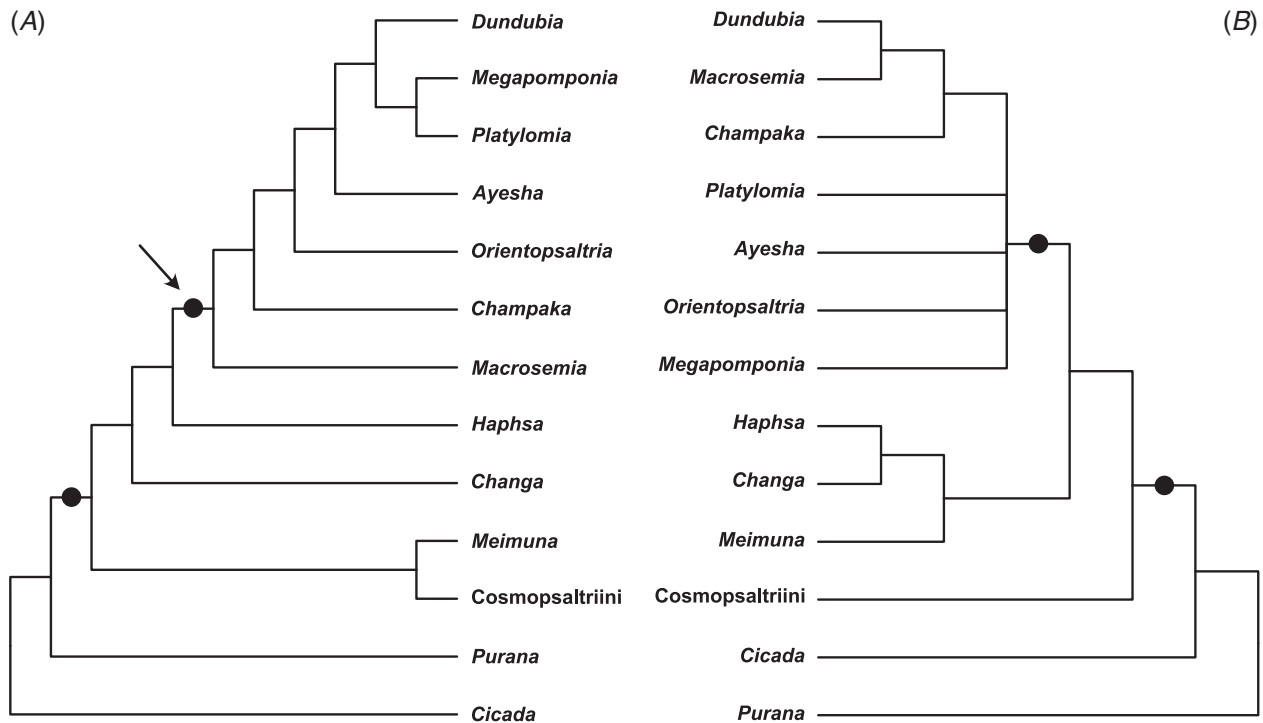 (A)
Dundubia
Megapomponia
Platylomia
Ayesha
Orientopsaltria
Champaka
Macrosemia
Haphsa
Changa
Meimuna
Cosmopsaltriini
Purana
Cicada
(B)
Dundubia
Macrosemia
Champaka
Platylomia
Ayesha
Orientopsaltria
Megapomponia
Haphsa
Changa
Meimuna
Cosmopsaltriini
Cicada
Purana